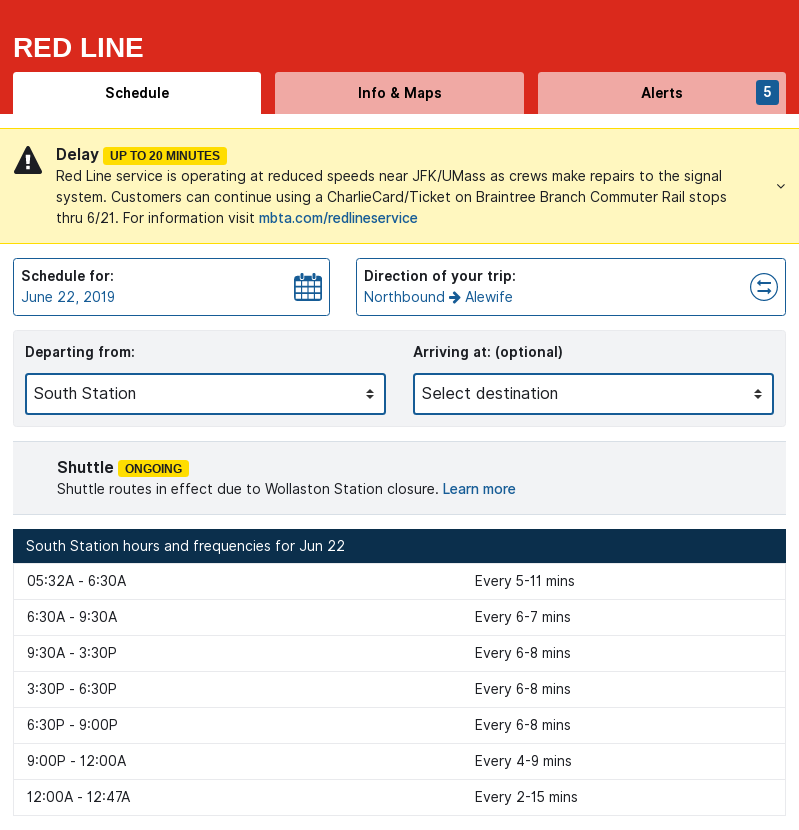 RED LINE
Schedule
Info & Maps
Alerts 5
Delay UP TO 20 MINUTES
Red Line service is operating at reduced speeds near JFK/UMass as crews make repairs to the signal
system. Customers can continue using a CharlieCard/Ticket on Braintree Branch Commuter Rail stops
thru 6/21. For information visit mbta.com/redlineservice
Schedule for:
June 22, 2019
Direction of your trip:
Northbound → Alewife
Departing from:
South Station
Arriving at: (optional)
Select destination
Shuttle ONGOING
Shuttle routes in effect due to Wollaston Station closure. Learn more
South Station hours and frequencies for Jun 22
05:32A - 6:30A Every 5-11 mins
6:30A - 9:30A Every 6-7 mins
9:30A - 3:30P Every 6-8 mins
3:30P - 6:30P Every 6-8 mins
6:30P - 9:00P Every 6-8 mins
9:00P - 12:00A Every 4-9 mins
12:00A - 12:47A Every 2-15 mins